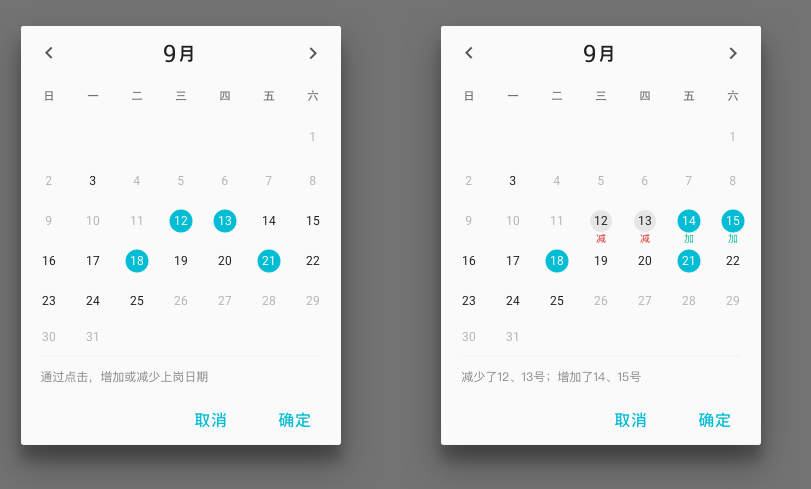 9月
日 一 二 三 四 五 六
1
2 3 4 5 6 7 8
9 10 11 12 13 14 15
16 17 18 19 20 21 22
23 24 25 26 27 28 29
30 31
通过点击，增加或减少上岗日期
取消 确定
9月
日 一 二 三 四 五 六
1
2 3 4 5 6 7 8
9 10 11 12 13 14 15
减 减 加 加
16 17 18 19 20 21 22
23 24 25 26 27 28 29
30 31
减少了12、13号；增加了14、15号
取消 确定